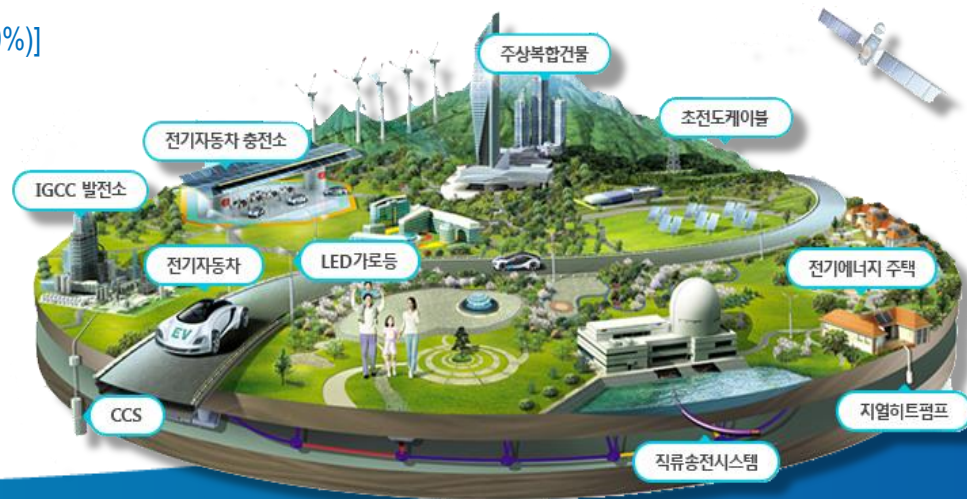 %)]
주상복합건물
초전도케이블
전기자동차 충전소
IGCC 발전소
전기자동차
LED가로등
전기에너지 주택
EV
CCS
지열히트펌프
직류송전시스템